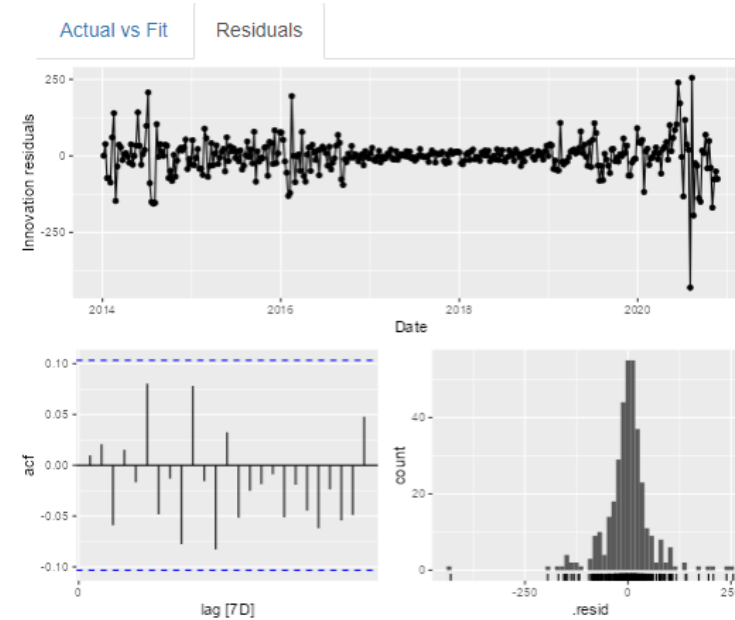 Actual vs Fit
Residuals
250
0
-250
Innovation residuals
2014
2016
2018
2020
Date
0.10
0.05
0.00
-0.05
-0.10
acf
0
lag [7D]
40
20
0
count
-250
0
25
.resid